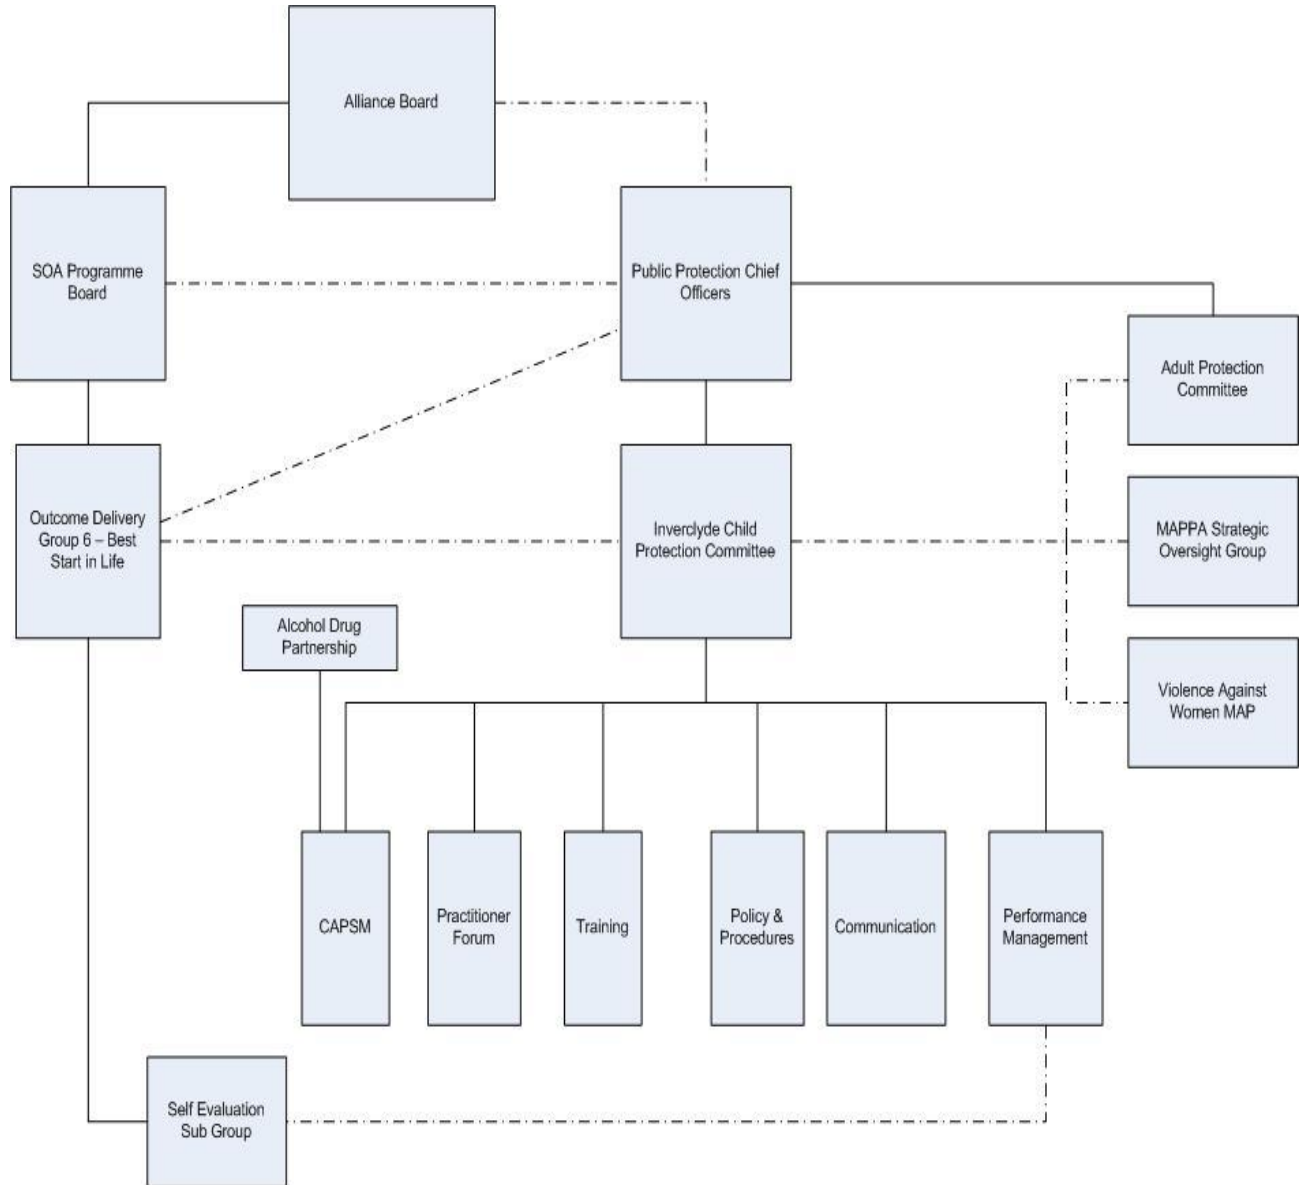 Alliance Board
SOA Programme
Board
Public Protection Chief
Officers
Adult Protection
Committee
Outcome Delivery
Group 6 – Best
Start in Life
Inverclyde Child
Protection Committee
MAPPA Strategic
Oversight Group
Alcohol Drug
Partnership
Violence Against
Women MAP
CAPSM
Practitioner
Forum
Training
Policy &
Procedures
Communication
Performance
Management
Self Evaluation
Sub Group